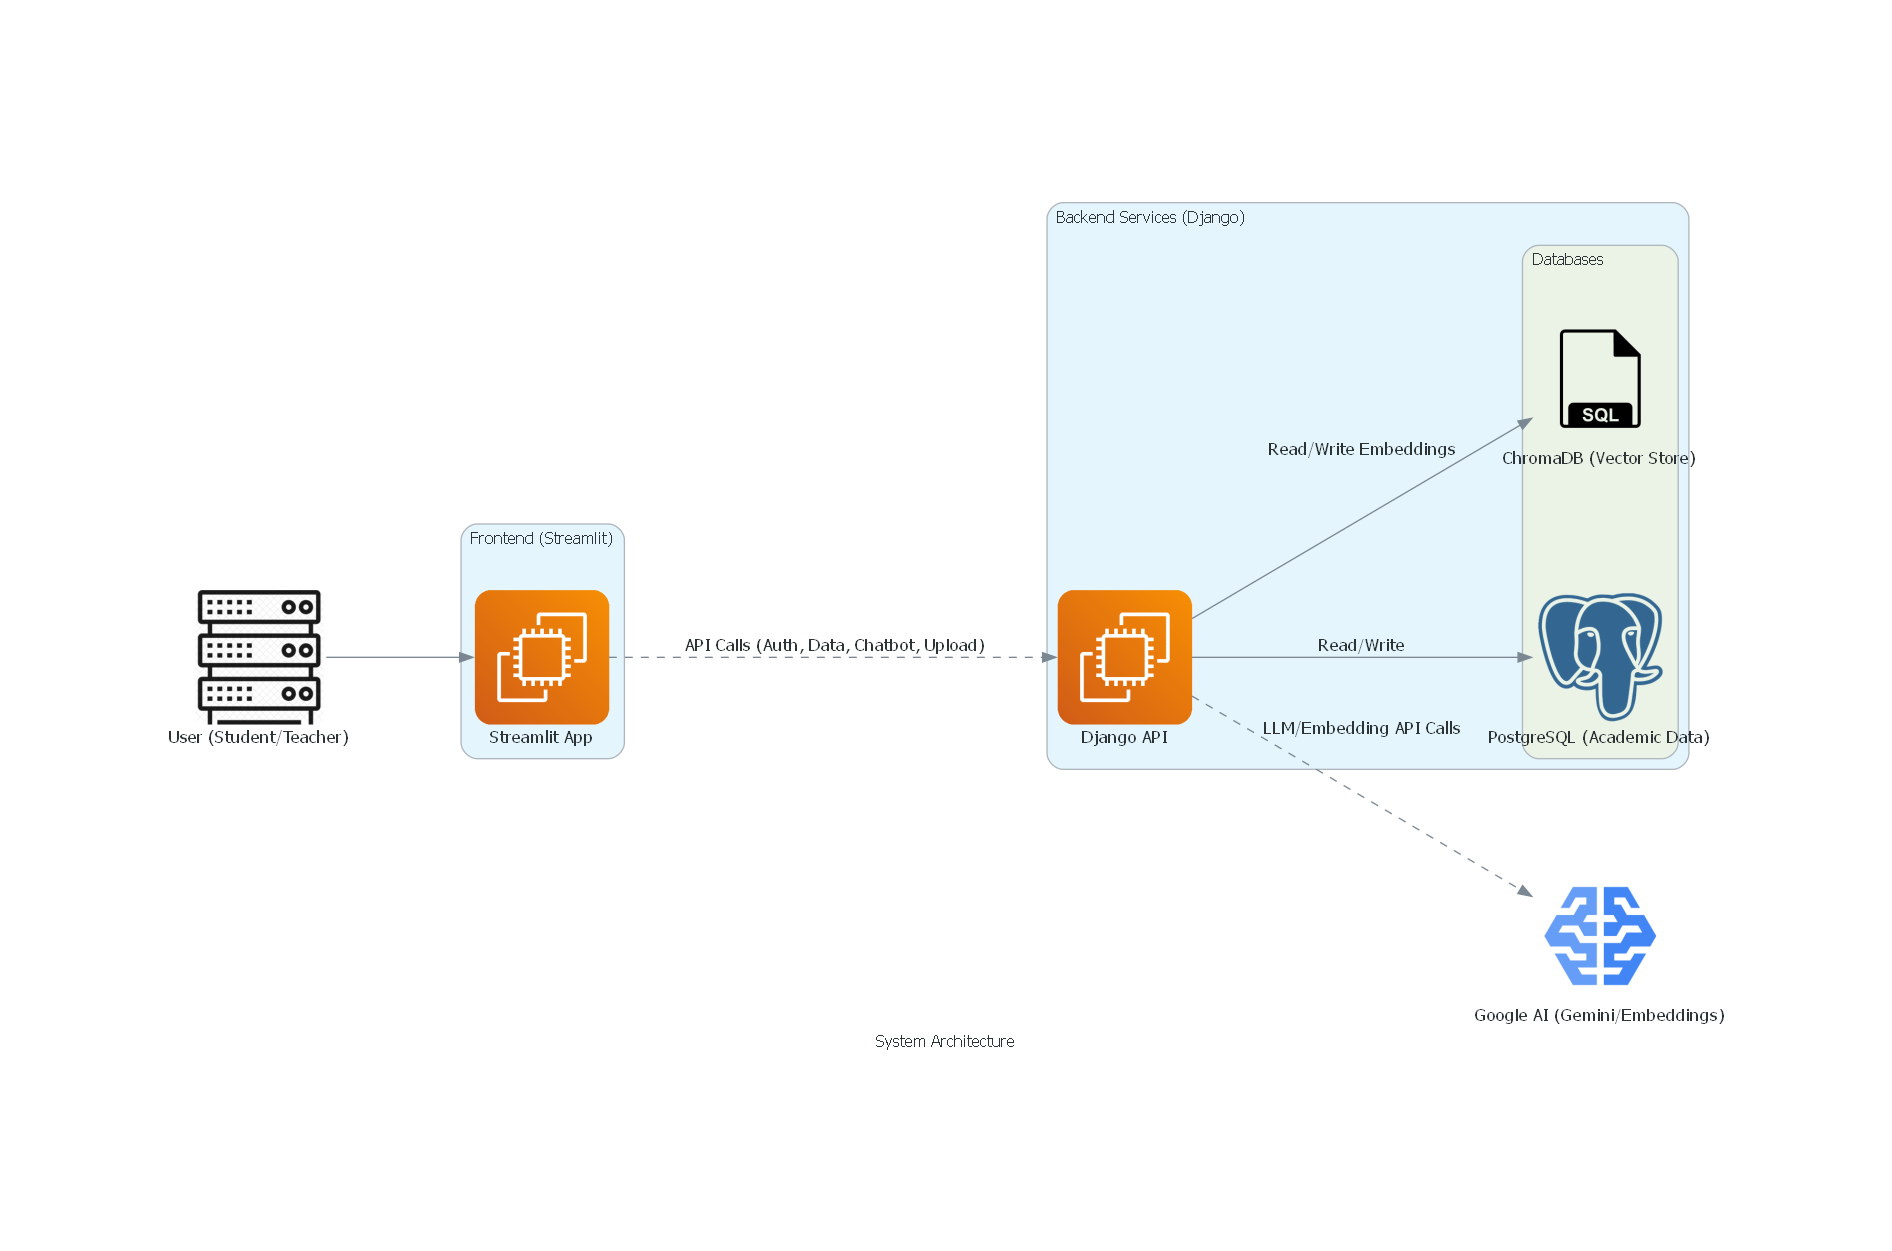 Backend Services (Django)
Databases
SQL
ChromaDB (Vector Store)
Read/Write Embeddings
Frontend (Streamlit)
User (Student/Teacher)
Streamlit App
API Calls (Auth, Data, Chatbot, Upload)
Django API
Read/Write
LLM/Embedding API Calls
PostgreSQL (Academic Data)
Google AI (Gemini/Embeddings)
System Architecture